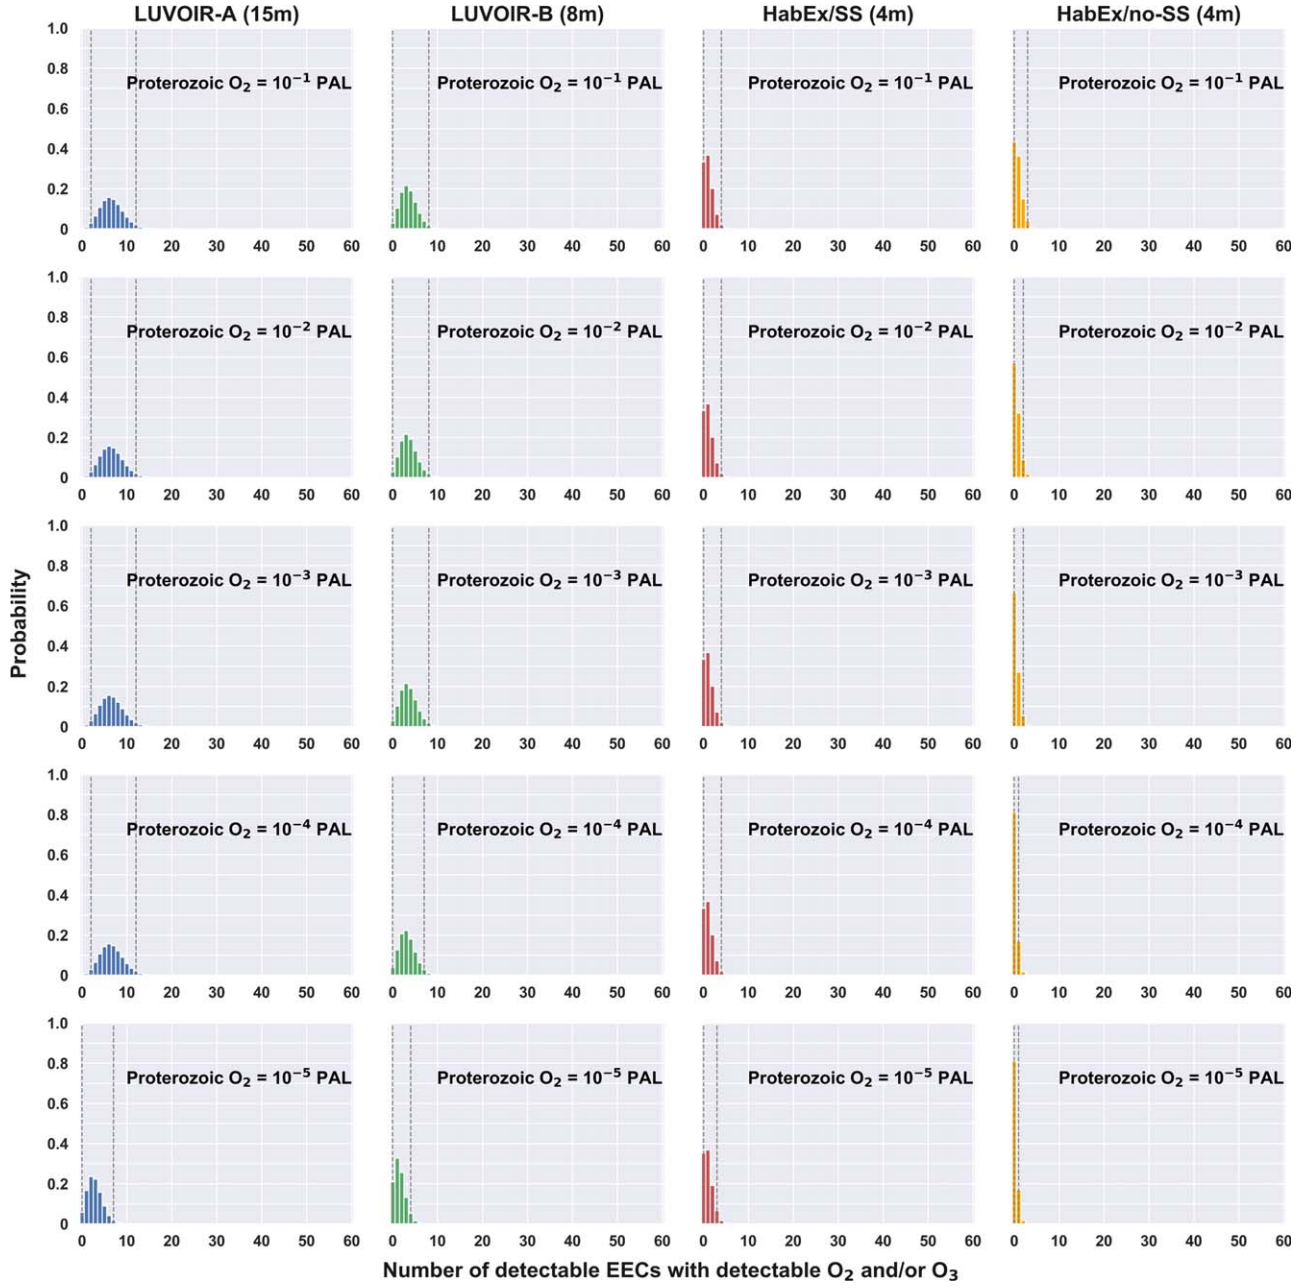 LUVOIR-A (15m) LUVOIR-B (8m) HabEx/SS (4m) HabEx/no-SS (4m)
1.0
0.8
Proterozoic O₂ = 10⁻¹ PAL Proterozoic O₂ = 10⁻¹ PAL Proterozoic O₂ = 10⁻¹ PAL Proterozoic O₂ = 10⁻¹ PAL
0.6
0.4
0.2
0
0 10 20 30 40 50 60 0 10 20 30 40 50 60 0 10 20 30 40 50 60 0 10 20 30 40 50 60
1.0
0.8
Proterozoic O₂ = 10⁻² PAL Proterozoic O₂ = 10⁻² PAL Proterozoic O₂ = 10⁻² PAL Proterozoic O₂ = 10⁻² PAL
0.6
0.4
0.2
0
0 10 20 30 40 50 60 0 10 20 30 40 50 60 0 10 20 30 40 50 60 0 10 20 30 40 50 60
Probability
1.0
0.8
Proterozoic O₂ = 10⁻³ PAL Proterozoic O₂ = 10⁻³ PAL Proterozoic O₂ = 10⁻³ PAL Proterozoic O₂ = 10⁻³ PAL
0.6
0.4
0.2
0
0 10 20 30 40 50 60 0 10 20 30 40 50 60 0 10 20 30 40 50 60 0 10 20 30 40 50 60
1.0
0.8
Proterozoic O₂ = 10⁻⁴ PAL Proterozoic O₂ = 10⁻⁴ PAL Proterozoic O₂ = 10⁻⁴ PAL Proterozoic O₂ = 10⁻⁴ PAL
0.6
0.4
0.2
0
0 10 20 30 40 50 60 0 10 20 30 40 50 60 0 10 20 30 40 50 60 0 10 20 30 40 50 60
1.0
0.8
Proterozoic O₂ = 10⁻⁵ PAL Proterozoic O₂ = 10⁻⁵ PAL Proterozoic O₂ = 10⁻⁵ PAL Proterozoic O₂ = 10⁻⁵ PAL
0.6
0.4
0.2
0
0 10 20 30 40 50 60 0 10 20 30 40 50 60 0 10 20 30 40 50 60 0 10 20 30 40 50 60
Number of detectable EECs with detectable O₂ and/or O₃